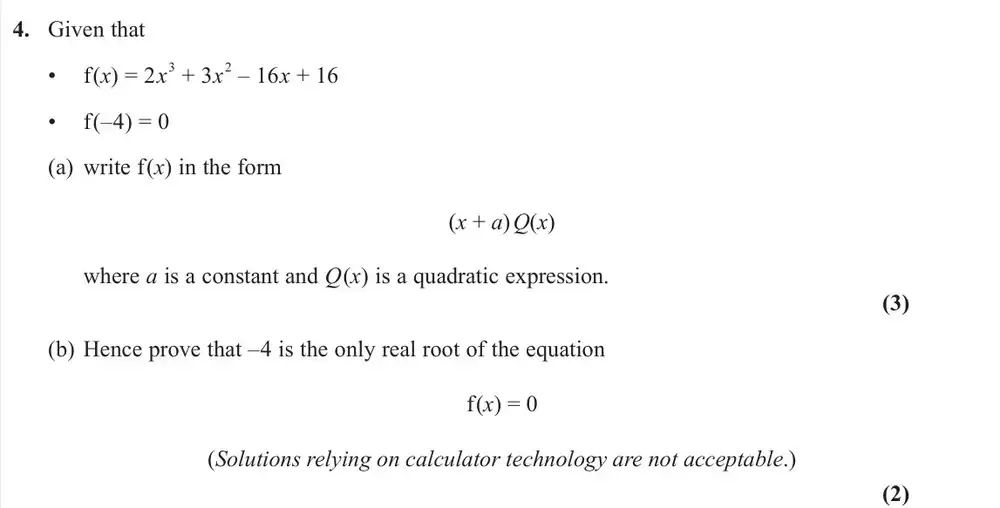 4. Given that
• f(x) = 2x³ + 3x² – 16x + 16
• f(–4) = 0
(a) write f(x) in the form
(x + a)Q(x)
where a is a constant and Q(x) is a quadratic expression.
(3)
(b) Hence prove that –4 is the only real root of the equation
f(x) = 0
(Solutions relying on calculator technology are not acceptable.)
(2)